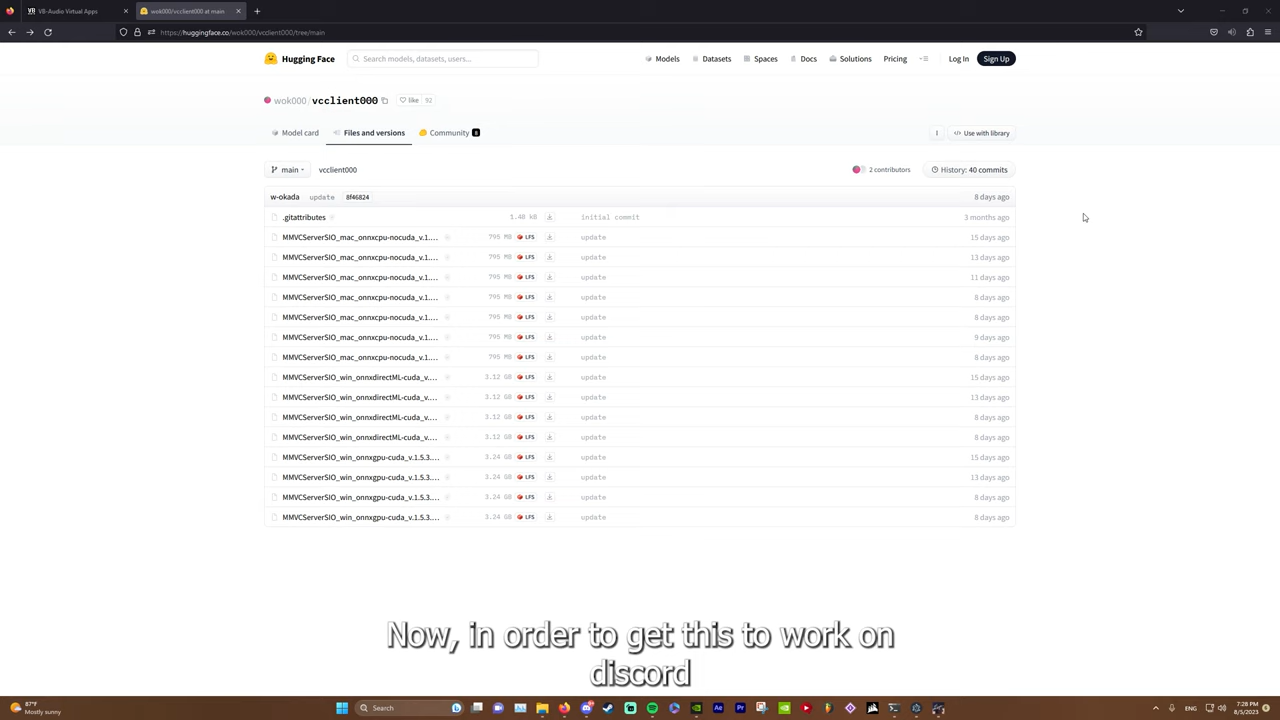 VB-Audio Virtual Apps
wok000/vcclient000 at main
https://huggingface.co/wok000/vcclient000/tree/main
Hugging Face
Search models, datasets, users...
Models
Datasets
Spaces
Docs
Solutions
Pricing
Log In
Sign Up
wok000/vcclient000
like 92
Model card
Files and versions
Community 8
Use with library
main
vcclient000
2 contributors
History: 40 commits
w-okada update 8f46824 8 days ago
.gitattributes 1.48 kB initial commit 3 months ago
MMVCServerSIO_mac_onnxcpu-nocuda_v.1.... 795 MB LFS update 15 days ago
MMVCServerSIO_mac_onnxcpu-nocuda_v.1.... 795 MB LFS update 13 days ago
MMVCServerSIO_mac_onnxcpu-nocuda_v.1.... 795 MB LFS update 11 days ago
MMVCServerSIO_mac_onnxcpu-nocuda_v.1.... 795 MB LFS update 8 days ago
MMVCServerSIO_mac_onnxcpu-nocuda_v.1.... 795 MB LFS update 8 days ago
MMVCServerSIO_mac_onnxcpu-nocuda_v.1.... 795 MB LFS update 9 days ago
MMVCServerSIO_mac_onnxcpu-nocuda_v.1.... 795 MB LFS update 8 days ago
MMVCServerSIO_win_onnxdirectML-cuda_v.... 3.12 GB LFS update 15 days ago
MMVCServerSIO_win_onnxdirectML-cuda_v.... 3.12 GB LFS update 13 days ago
MMVCServerSIO_win_onnxdirectML-cuda_v.... 3.12 GB LFS update 8 days ago
MMVCServerSIO_win_onnxdirectML-cuda_v.... 3.12 GB LFS update 8 days ago
MMVCServerSIO_win_onnxgpu-cuda_v.1.5.3.... 3.24 GB LFS update 15 days ago
MMVCServerSIO_win_onnxgpu-cuda_v.1.5.3.... 3.24 GB LFS update 13 days ago
MMVCServerSIO_win_onnxgpu-cuda_v.1.5.3.... 3.24 GB LFS update 8 days ago
MMVCServerSIO_win_onnxgpu-cuda_v.1.5.3.... 3.24 GB LFS update 8 days ago
Now, in order to get this to work on
discord
87°F
Mostly sunny
Search
7:28 PM
8/5/2023